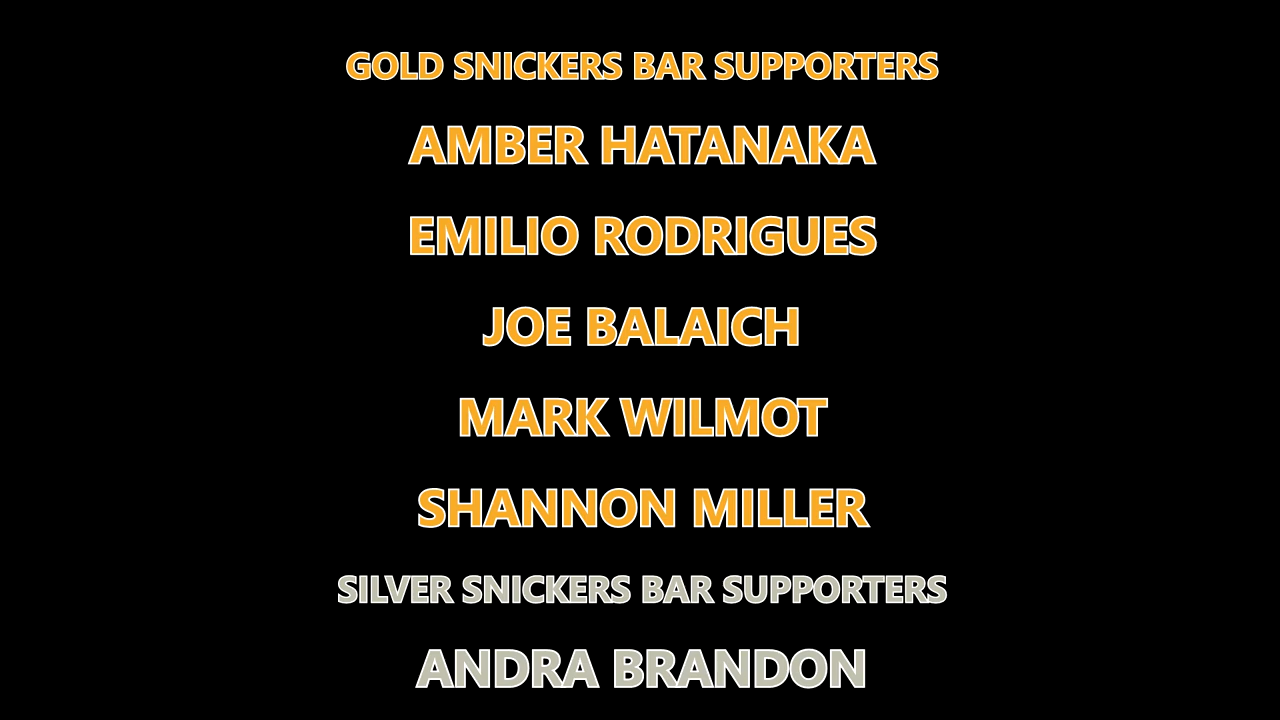 GOLD SNICKERS BAR SUPPORTERS
AMBER HATANAKA
EMILIO RODRIGUES
JOE BALAICH
MARK WILMOT
SHANNON MILLER
SILVER SNICKERS BAR SUPPORTERS
ANDRA BRANDON